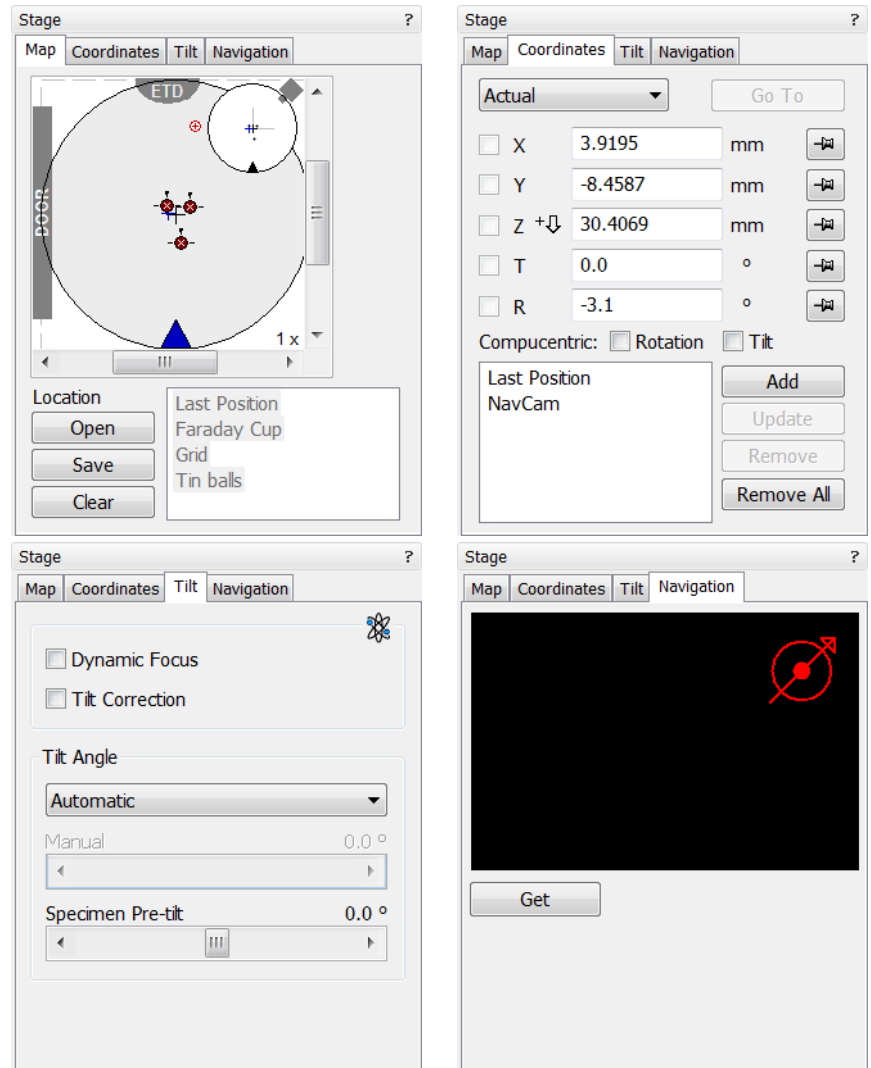 Stage ?
Map Coordinates Tilt Navigation
ETD
DOOR
1 x
Location
Open
Save
Clear
Last Position
Faraday Cup
Grid
Tin balls
Stage ?
Map Coordinates Tilt Navigation
Actual Go To
X 3.9195 mm
Y -8.4587 mm
Z + 30.4069 mm
T 0.0 °
R -3.1 °
Compucentric: Rotation Tilt
Last Position
NavCam
Add
Update
Remove
Remove All
Stage ?
Map Coordinates Tilt Navigation
Dynamic Focus
Tilt Correction
Tilt Angle
Automatic
Manual 0.0 °
Specimen Pre-tilt 0.0 °
Stage ?
Map Coordinates Tilt Navigation
Get